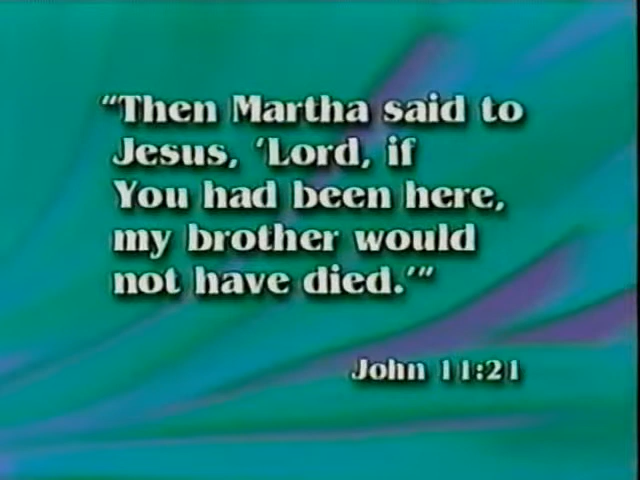 “Then Martha said to
Jesus, ‘Lord, if
You had been here,
my brother would
not have died.’”
John 11:21